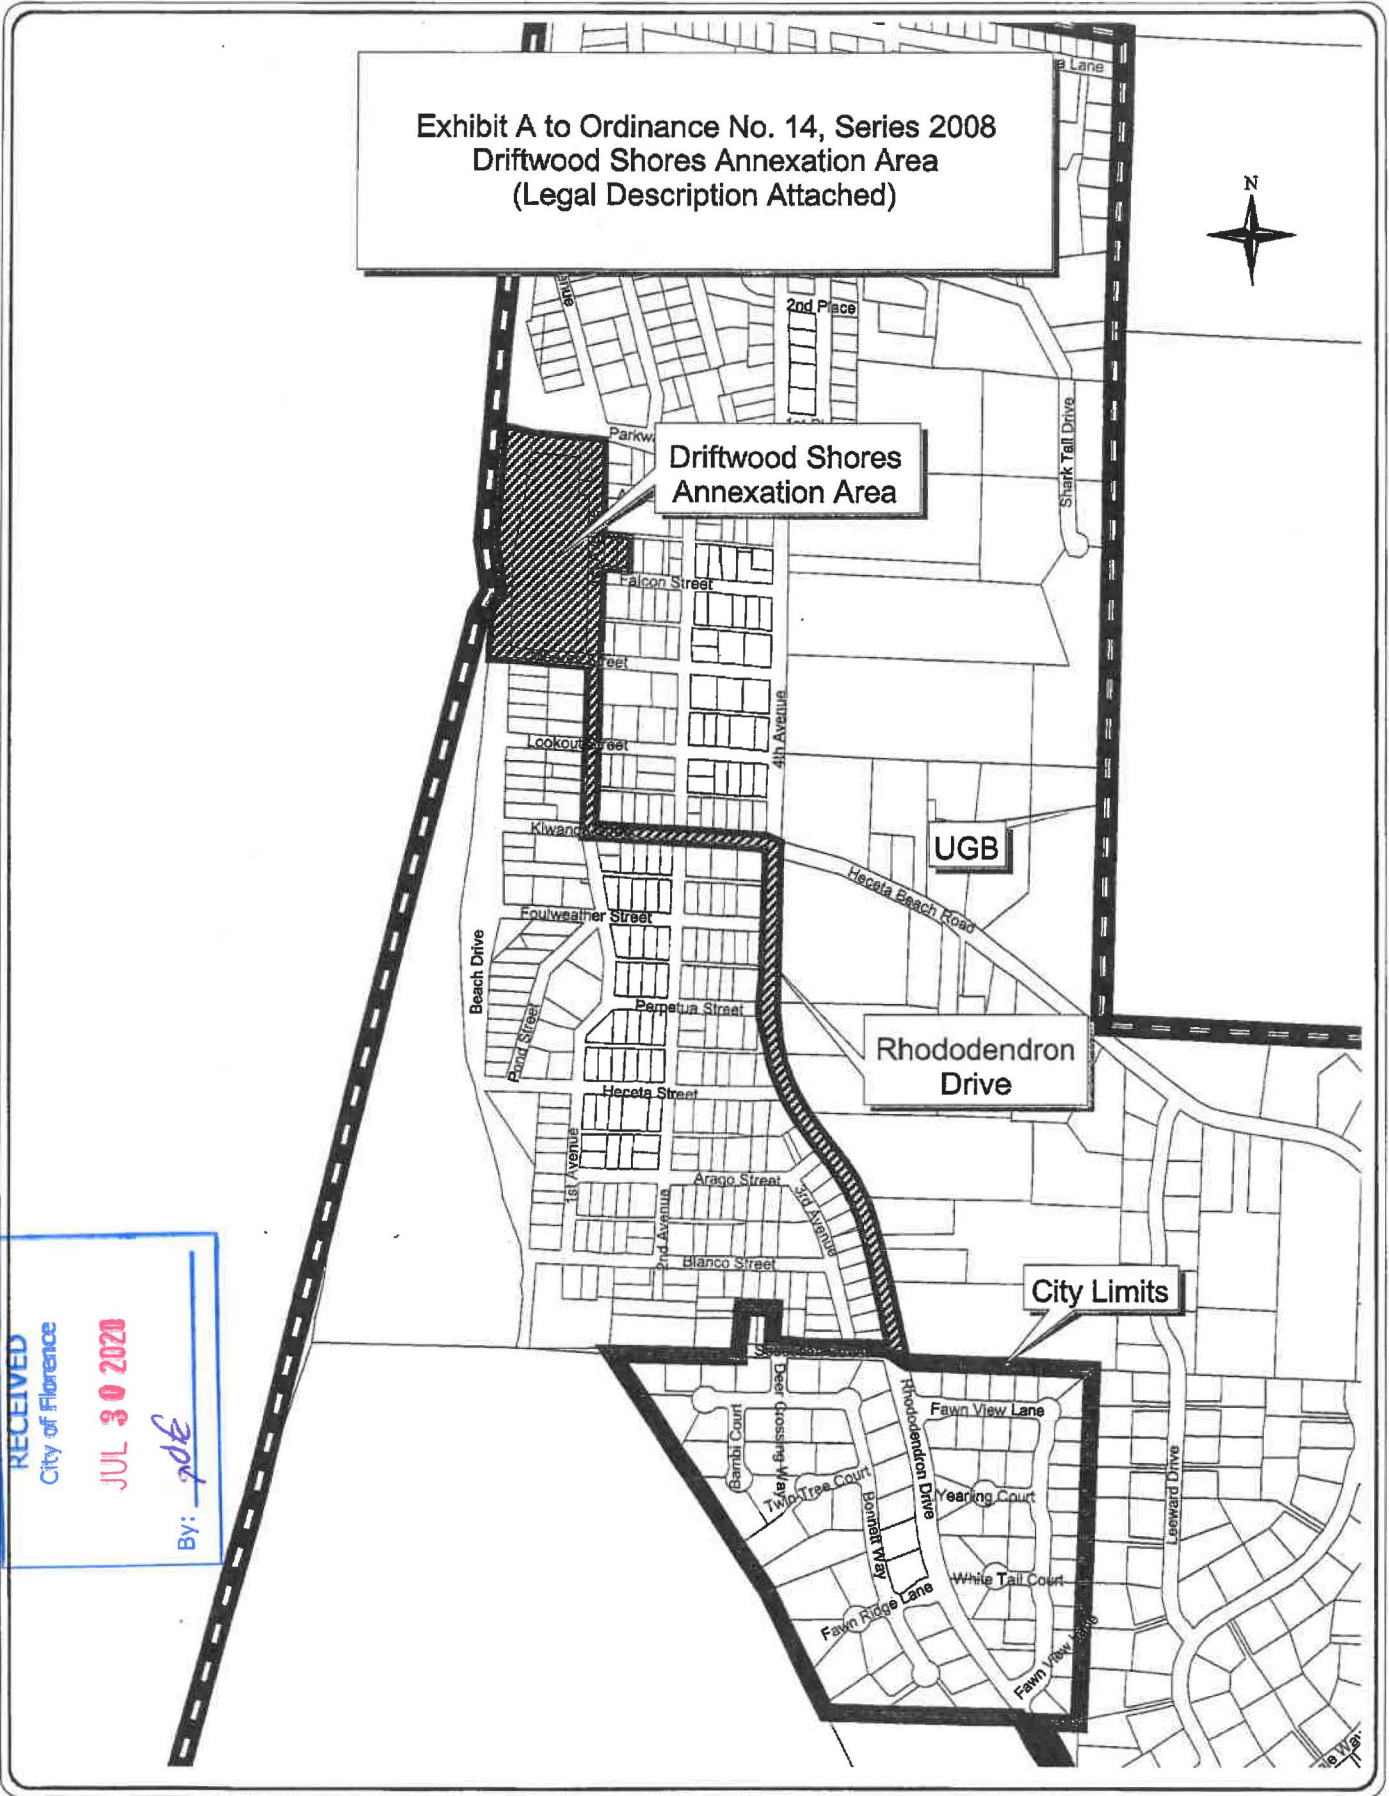 Exhibit A to Ordinance No. 14, Series 2008
Driftwood Shores Annexation Area
(Legal Description Attached)
a Lane
N
2nd Place
Shark Tail Drive
Driftwood Shores
Annexation Area
Falcon Street
Lookout Street
4th Avenue
UGB
Heceta Beach Road
Foulweather Street
Beach Drive
Pond Street
Perpetua Street
Rhododendron
Drive
Heceta Street
1st Avenue
Arago Street
2nd Avenue
3rd Avenue
Blanco Street
City Limits
RECEIVED
City of Florence
JUL 30 2020
By:
Deer Crossing Way
Bambi Court
Twin Tree Court
Bonnett Way
Rhododendron Drive
Fawn View Lane
Yearling Court
White Tail Court
Fawn Ridge Lane
Fawn View Lane
Leeward Drive